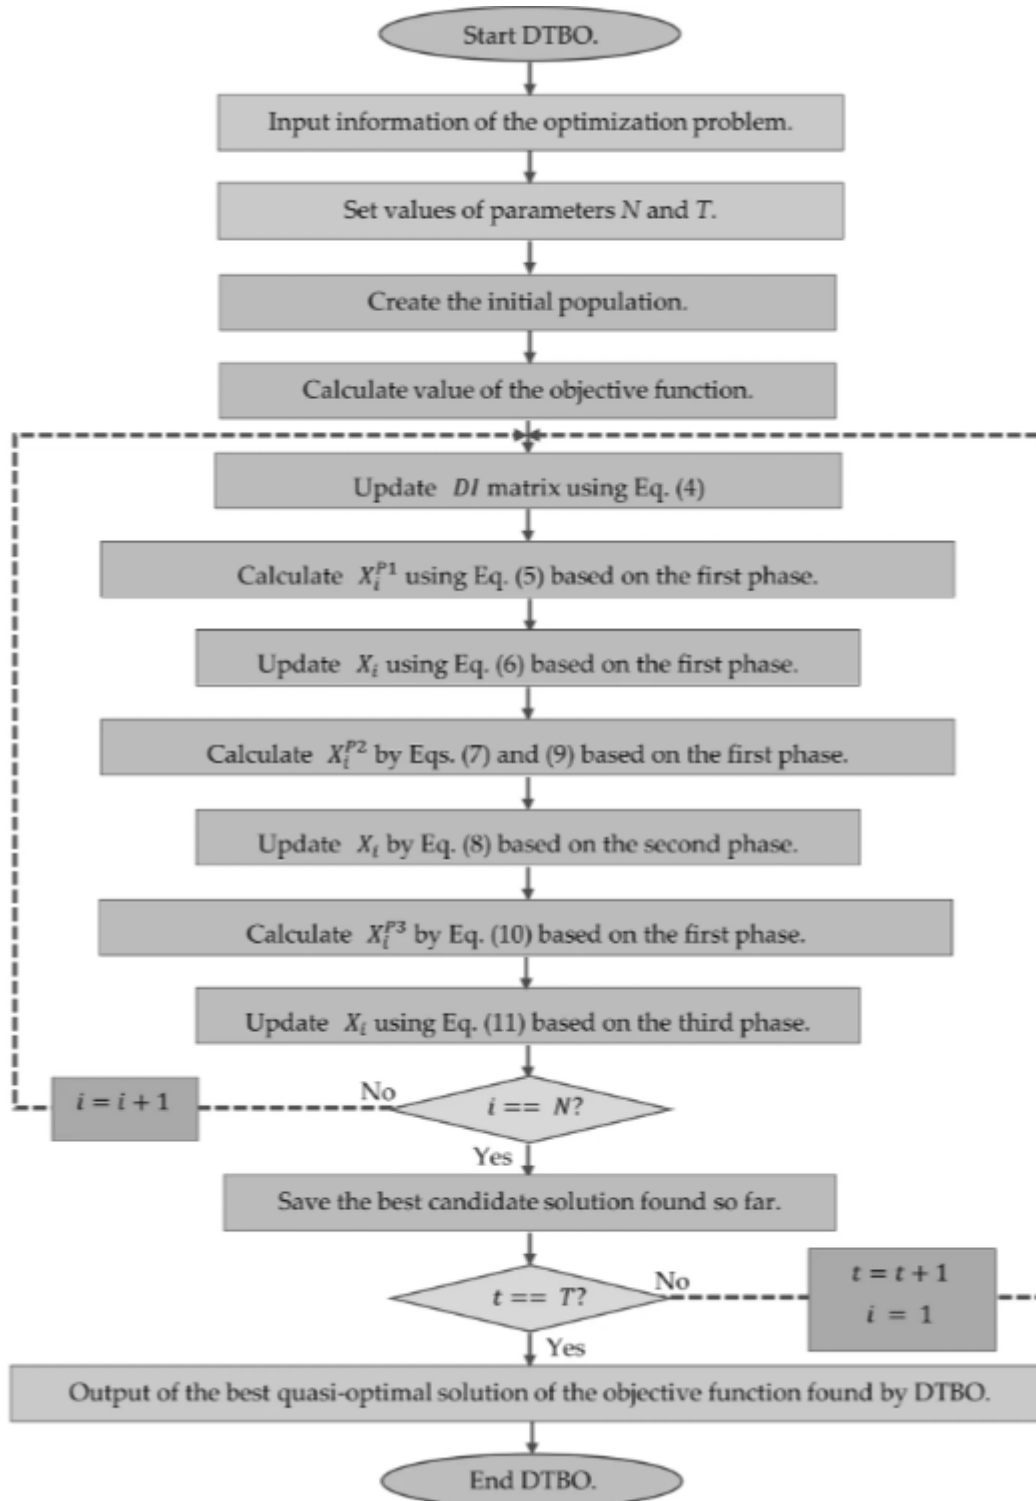 Start DTBO.
Input information of the optimization problem.
Set values of parameters N and T.
Create the initial population.
Calculate value of the objective function.
Update DI matrix using Eq. (4)
Calculate X_i^{P1} using Eq. (5) based on the first phase.
Update X_i using Eq. (6) based on the first phase.
Calculate X_i^{P2} by Eqs. (7) and (9) based on the first phase.
Update X_i by Eq. (8) based on the second phase.
Calculate X_i^{P3} by Eq. (10) based on the first phase.
Update X_i using Eq. (11) based on the third phase.
i = i + 1
No
i == N?
Yes
Save the best candidate solution found so far.
t == T?
No
t = t + 1
i = 1
Yes
Output of the best quasi-optimal solution of the objective function found by DTBO.
End DTBO.